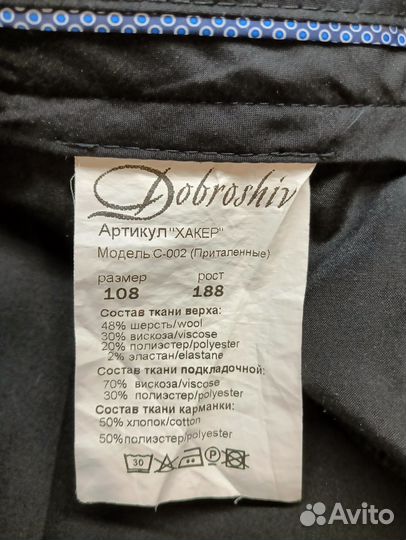 Dobroshiv
Артикул "ХАКЕР"
Модель С-002 (Приталенные)
размер рост
108 188
Состав ткани верха:
48% шерсть/wool
30% вискоза/viscose
20% полиэстер/polyester
2% эластан/elastane
Состав ткани подкладочной:
70% вискоза/viscose
30% полиэстер/polyester
Состав ткани карманки:
50% хлопок/cotton
50%полиэстер/polyester
30 P
Avito